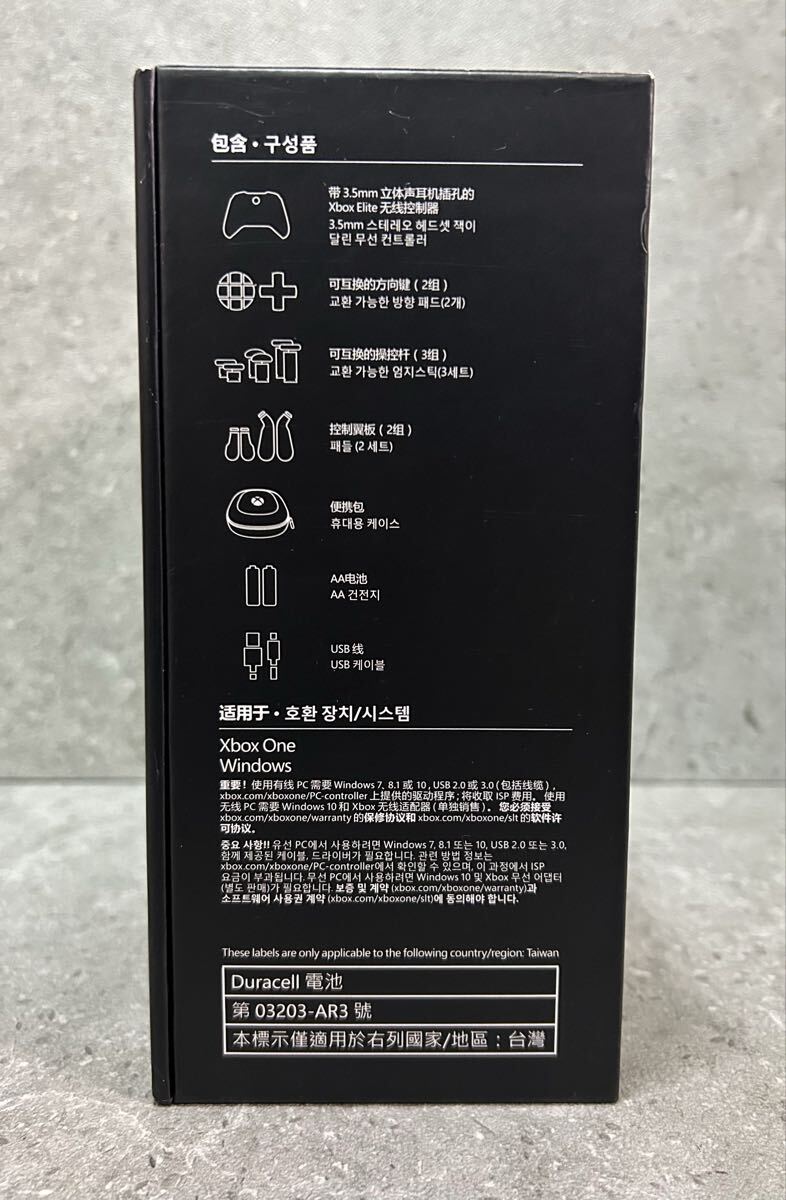 包含・구성품
带 3.5mm 立体声耳机插孔的
Xbox Elite 无线控制器
3.5mm 스테레오 헤드셋 잭이
달린 무선 컨트롤러
可互换的方向键 ( 2组 )
교환 가능한 방향 패드(2개)
可互换的操控杆 ( 3组 )
교환 가능한 엄지스틱(3세트)
控制翼板 ( 2组 )
패들 (2 세트)
便携包
휴대용 케이스
AA电池
AA 건전지
USB 线
USB 케이블
适用于・호환 장치/시스템
Xbox One
Windows
重要！使用有线 PC 需要 Windows 7, 8.1 或 10 , USB 2.0 或 3.0 ( 包括线缆 ) ,
xbox.com/xboxone/PC-controller 上提供的驱动程序 ; 将收取 ISP 费用。 使用
无线 PC 需要 Windows 10 和 Xbox 无线适配器 ( 单独销售 ) 。 您必须接受
xbox.com/xboxone/warranty 的保修协议和 xbox.com/xboxone/slt 的软件许
可协议。
중요 사항!! 유선 PC에서 사용하려면 Windows 7, 8.1 또는 10, USB 2.0 또는 3.0,
함께 제공된 케이블, 드라이버가 필요합니다. 관련 방법 정보는
xbox.com/xboxone/PC-controller에서 확인할 수 있으며, 이 과정에서 ISP
요금이 부과됩니다. 무선 PC에서 사용하려면 Windows 10 및 Xbox 무선 어댑터
(별도 판매)가 필요합니다. 보증 및 계약 (xbox.com/xboxone/warranty)과
소프트웨어 사용권 계약 (xbox.com/xboxone/slt)에 동의해야 합니다.
These labels are only applicable to the following country/region: Taiwan
Duracell 電池
第 03203-AR3 號
本標示僅適用於右列國家/地區：台灣